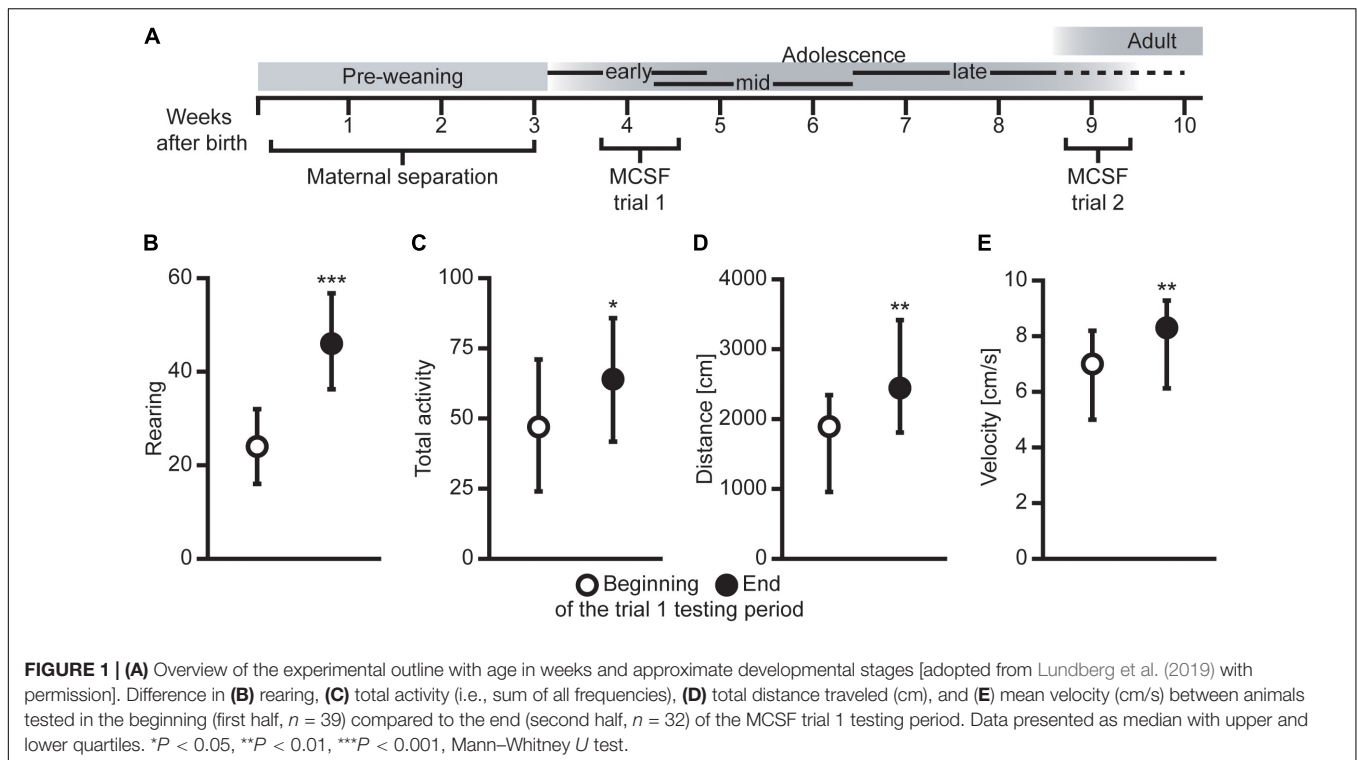 A
Adolescence
Adult
Pre-weaning
early
mid
late
Weeks
after birth
1 2 3 4 5 6 7 8 9 10
Maternal separation
MCSF
trial 1
MCSF
trial 2
B
Rearing
60
40
20
0
***
C
Total activity
100
75
50
25
0
*
D
Distance [cm]
4000
3000
2000
1000
0
**
E
Velocity [cm/s]
10
8
6
4
2
0
**
Beginning End
of the trial 1 testing period
FIGURE 1 | (A) Overview of the experimental outline with age in weeks and approximate developmental stages [adopted from Lundberg et al. (2019) with
permission]. Difference in (B) rearing, (C) total activity (i.e., sum of all frequencies), (D) total distance traveled (cm), and (E) mean velocity (cm/s) between animals
tested in the beginning (first half, n = 39) compared to the end (second half, n = 32) of the MCSF trial 1 testing period. Data presented as median with upper and
lower quartiles. *P < 0.05, **P < 0.01, ***P < 0.001, Mann–Whitney U test.